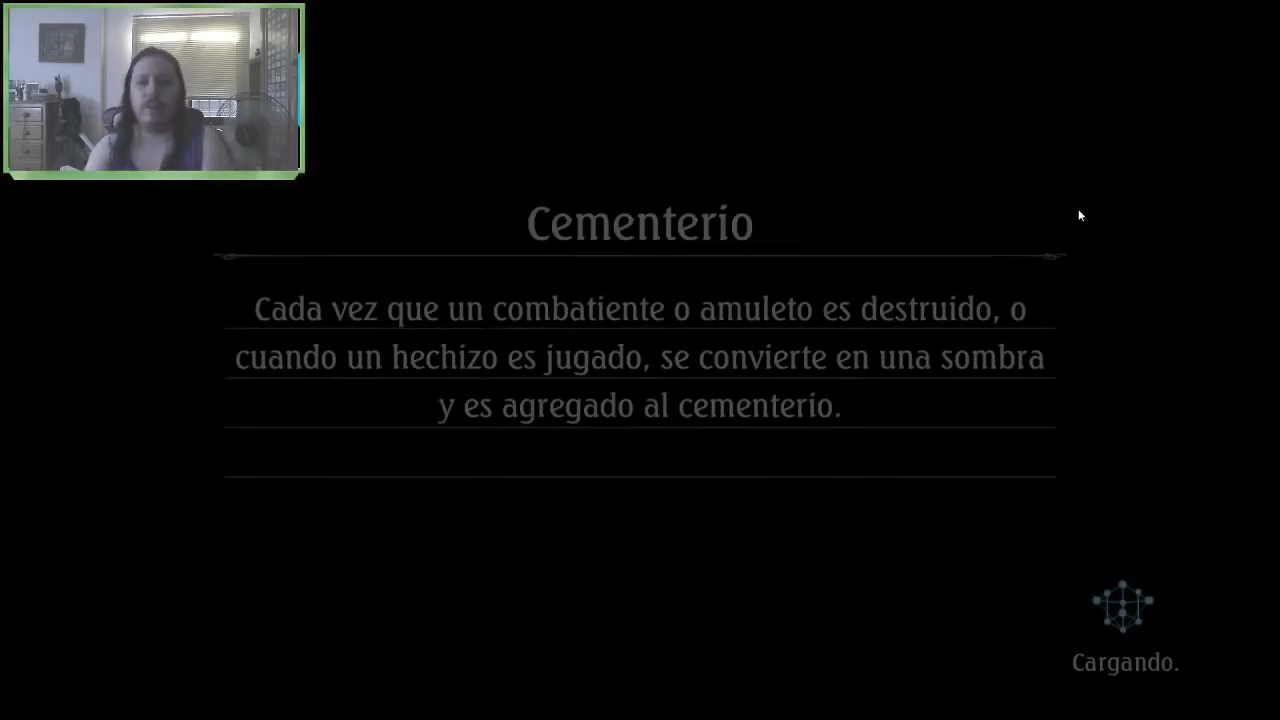 Cementerio
Cada vez que un combatiente o amuleto es destruido, o
cuando un hechizo es jugado, se convierte en una sombra
y es agregado al cementerio.
Cargando.